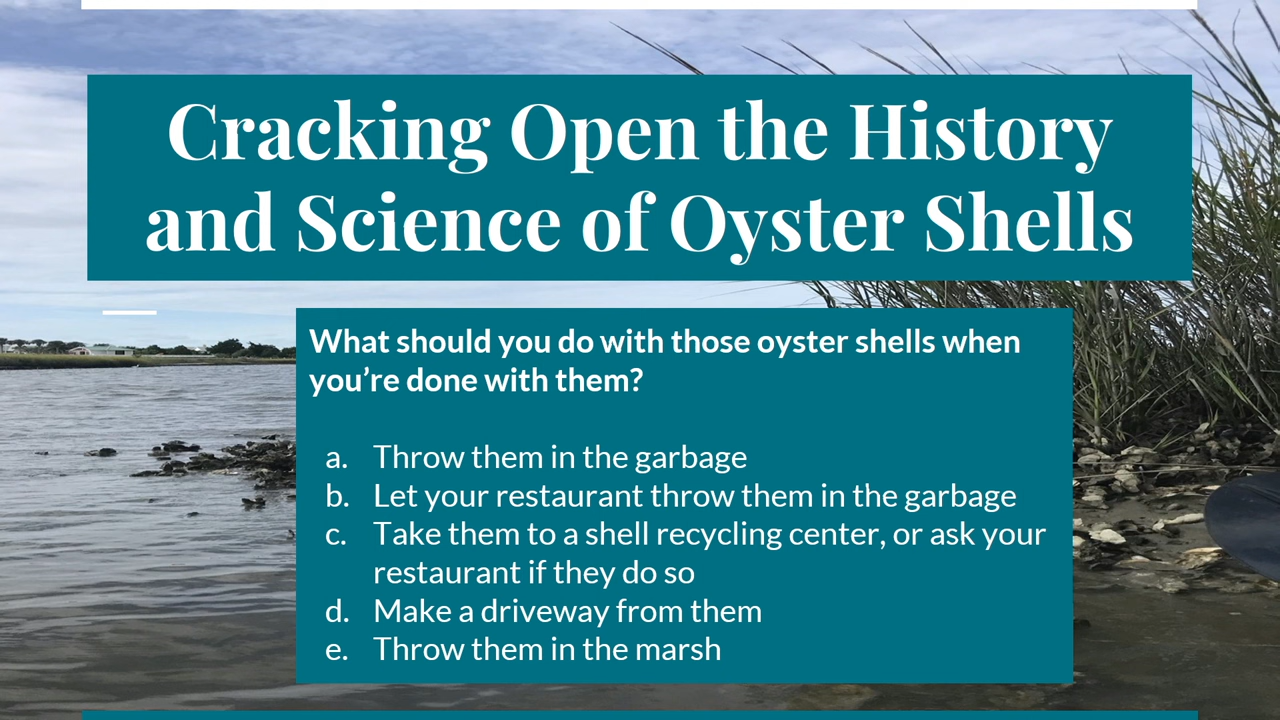 Cracking Open the History
and Science of Oyster Shells
What should you do with those oyster shells when
you’re done with them?
a. Throw them in the garbage
b. Let your restaurant throw them in the garbage
c. Take them to a shell recycling center, or ask your
restaurant if they do so
d. Make a driveway from them
e. Throw them in the marsh